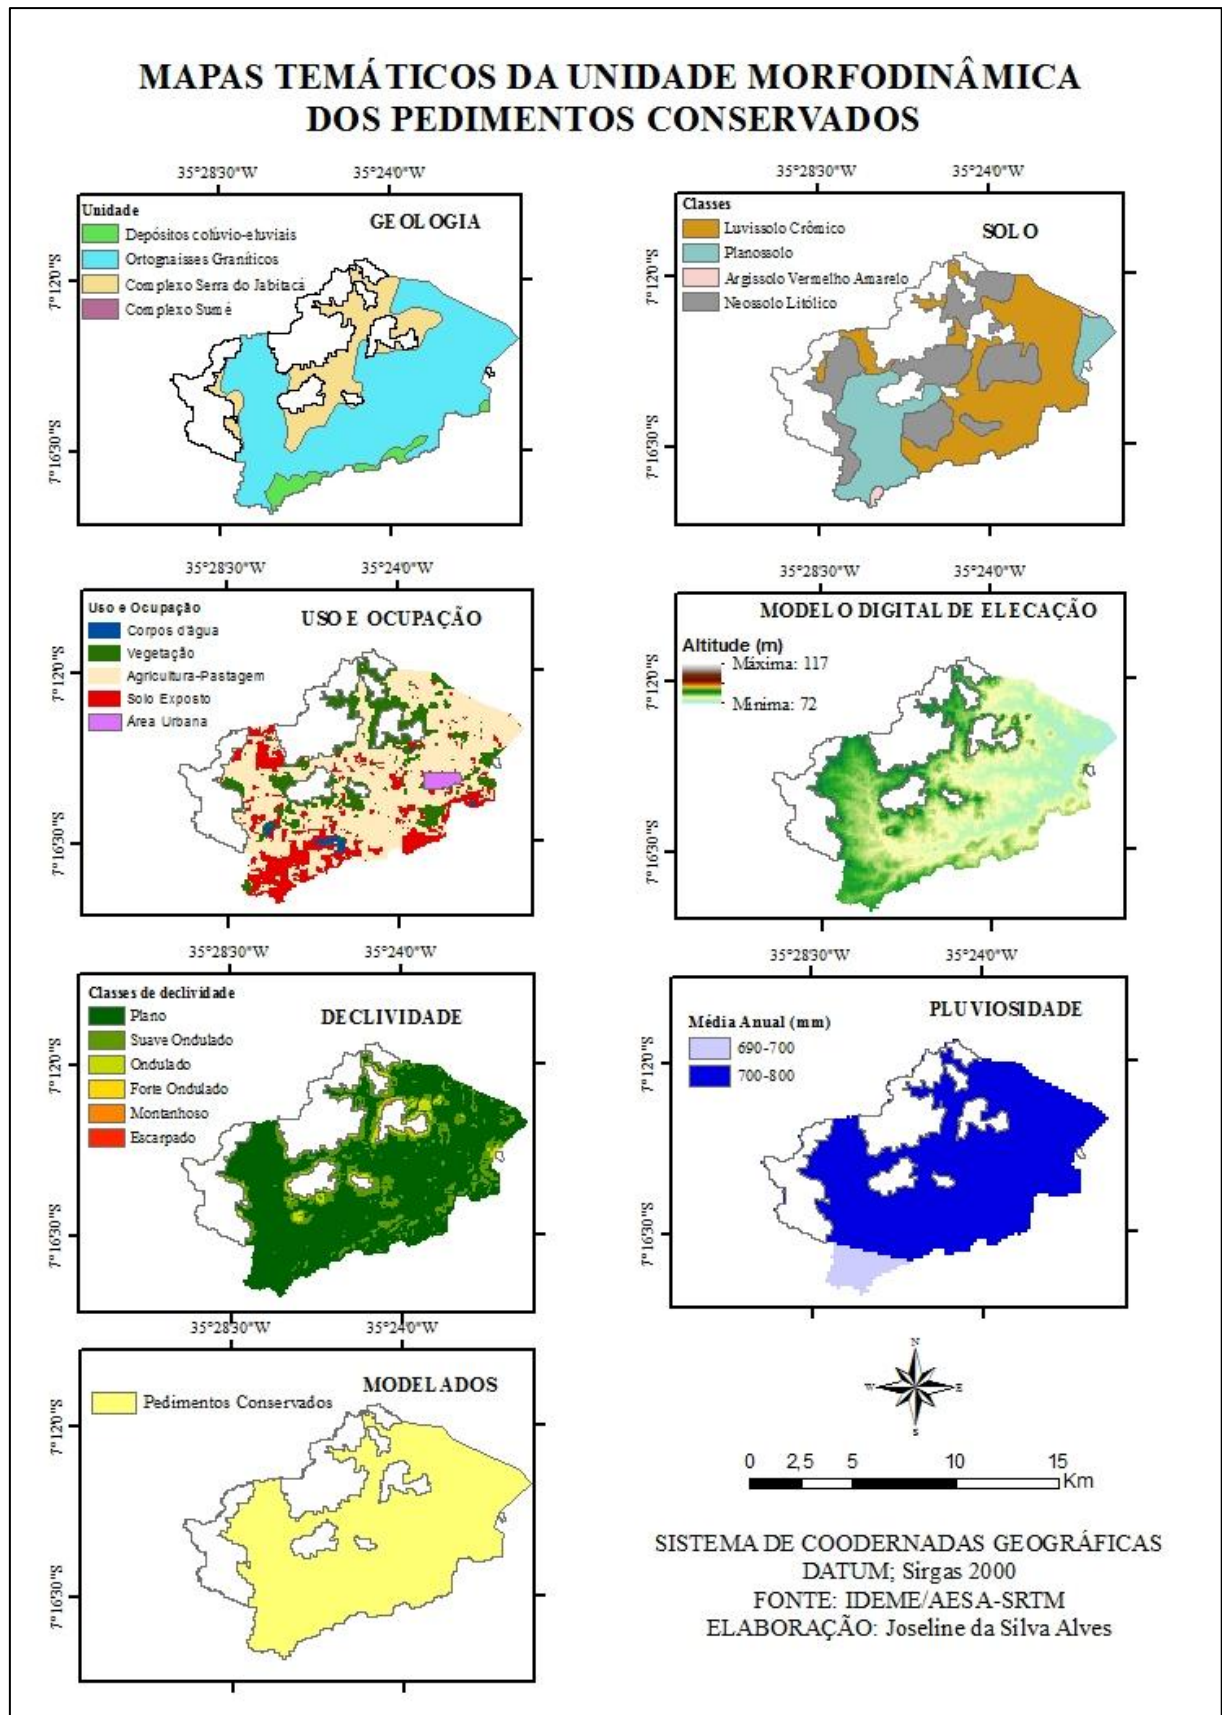 MAPAS TEMÁTICOS DA UNIDADE MORFODINÂMICA
DOS PEDIMENTOS CONSERVADOS
35°28'30"W
35°24'0"W
7°12'0"S
7°16'30"S
Unidade
GEOLOGIA
Depósitos colúvio-eluviais
Ortognaisses Graníticos
Complexo Serra do Jabitacá
Complexo Sumé
35°28'30"W
35°24'0"W
7°12'0"S
7°16'30"S
Classes
SOLO
Luvissolo Crômico
Planossolo
Argissolo Vermelho Amarelo
Neossolo Litólico
35°28'30"W
35°24'0"W
7°12'0"S
7°16'30"S
Uso e Ocupação
USO E OCUPAÇÃO
Corpos d'água
Vegetação
Agricultura-Pastagem
Solo Exposto
Área Urbana
35°28'30"W
35°24'0"W
7°12'0"S
7°16'30"S
MODELO DIGITAL DE ELECAÇÃO
Altitude (m)
Máxima: 117
Minima: 72
35°28'30"W
35°24'0"W
7°12'0"S
7°16'30"S
Classes de declividade
DECLIVIDADE
Plano
Suave Ondulado
Ondulado
Forte Ondulado
Montanhoso
Escarpado
35°28'30"W
35°24'0"W
7°12'0"S
7°16'30"S
PLUVIOSIDADE
Média Anual (mm)
690-700
700-800
35°28'30"W
35°24'0"W
7°12'0"S
7°16'30"S
MODELADOS
Pedimentos Conservados
N
W
E
S
0 2,5 5 10 15
Km
SISTEMA DE COODERNADAS GEOGRÁFICAS
DATUM; Sirgas 2000
FONTE: IDEME/AESA-SRTM
ELABORAÇÃO: Joseline da Silva Alves